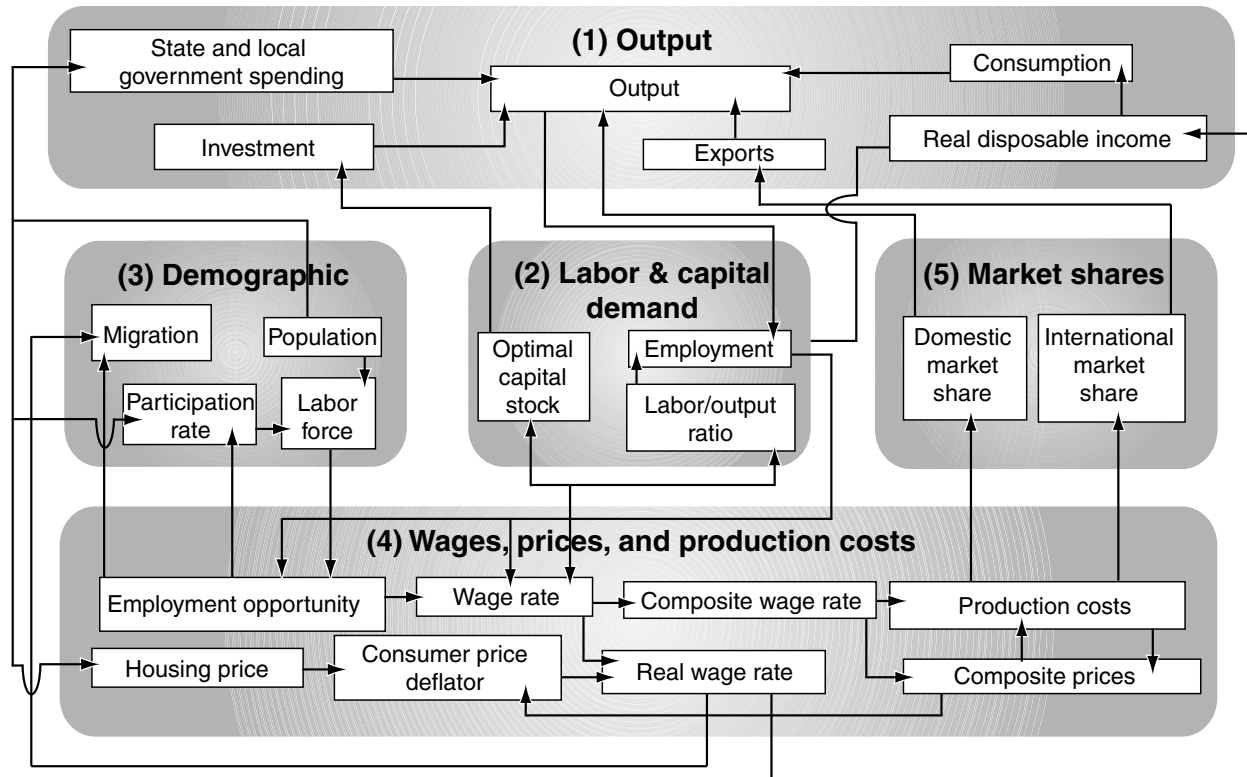 (1) Output
State and local
government spending
Output
Consumption
Investment
Exports
Real disposable income
(3) Demographic
Migration
Population
Participation
rate
Labor
force
(2) Labor & capital
demand
Optimal
capital
stock
Employment
Labor/output
ratio
(5) Market shares
Domestic
market
share
International
market
share
(4) Wages, prices, and production costs
Employment opportunity
Wage rate
Composite wage rate
Production costs
Housing price
Consumer price
deflator
Real wage rate
Composite prices